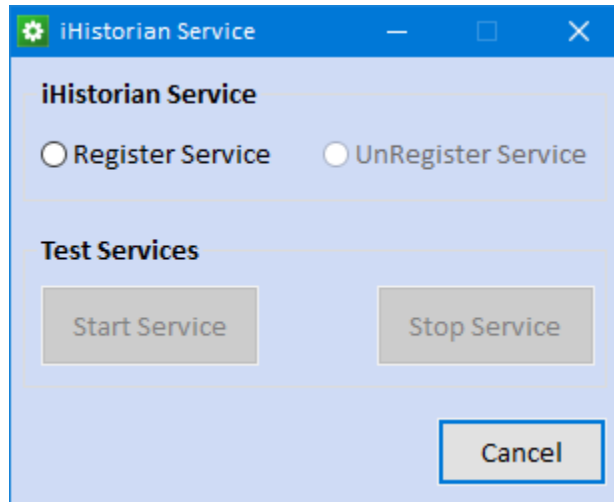 iHistorian Service
iHistorian Service
Register Service UnRegister Service
Test Services
Start Service Stop Service
Cancel